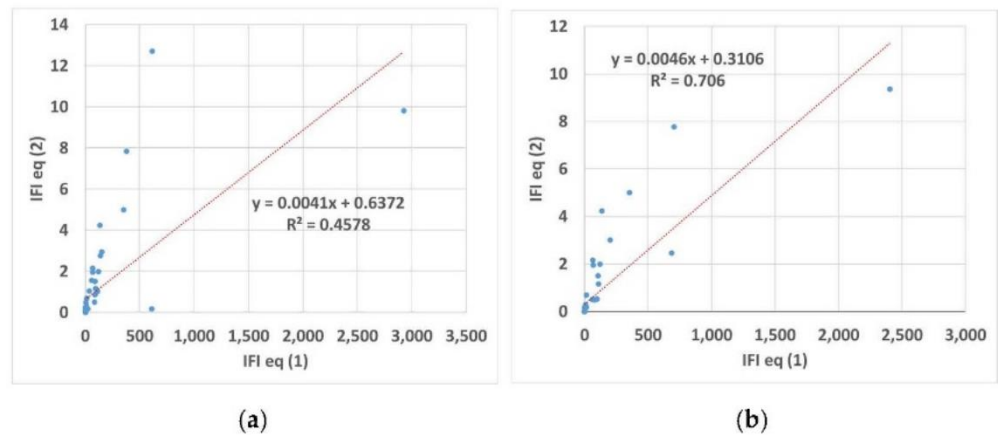 14
12
10
8
6
4
2
0
IFI eq (2)
y = 0.0041x + 0.6372
R² = 0.4578
0 500 1,000 1,500 2,000 2,500 3,000 3,500
IFI eq (1)
(a)
12
10
8
6
4
2
0
IFI eq (2)
y = 0.0046x + 0.3106
R² = 0.706
0 500 1,000 1,500 2,000 2,500 3,000
IFI eq (1)
(b)